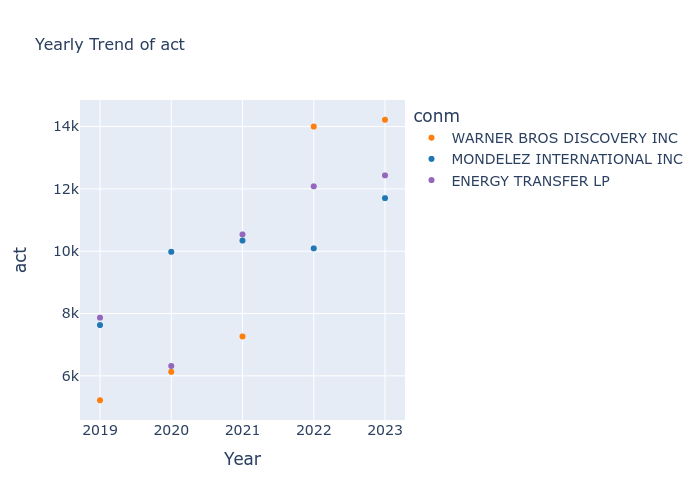 Yearly Trend of act
conm
WARNER BROS DISCOVERY INC
MONDELEZ INTERNATIONAL INC
ENERGY TRANSFER LP
14k
12k
10k
8k
6k
act
2019 2020 2021 2022 2023
Year